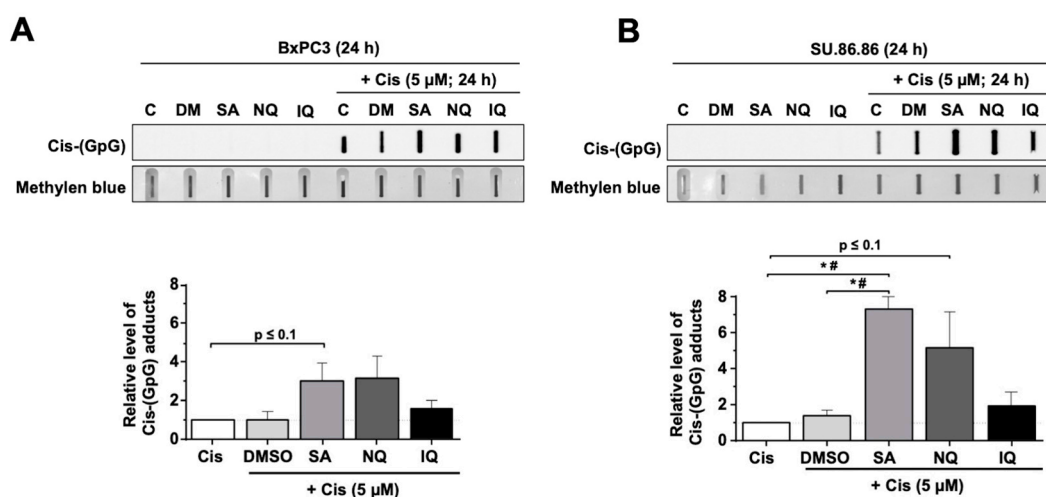 A
BxPC3 (24 h)
+ Cis (5 µM; 24 h)
C DM SA NQ IQ C DM SA NQ IQ
Cis-(GpG)
Methylen blue
Relative level of
Cis-(GpG) adducts
8
6
4
2
0
p ≤ 0.1
Cis DMSO SA NQ IQ
+ Cis (5 µM)
B
SU.86.86 (24 h)
+ Cis (5 µM; 24 h)
C DM SA NQ IQ C DM SA NQ IQ
Cis-(GpG)
Methylen blue
Relative level of
Cis-(GpG) adducts
8
6
4
2
0
p ≤ 0.1
*#
*#
Cis DMSO SA NQ IQ
+ Cis (5 µM)